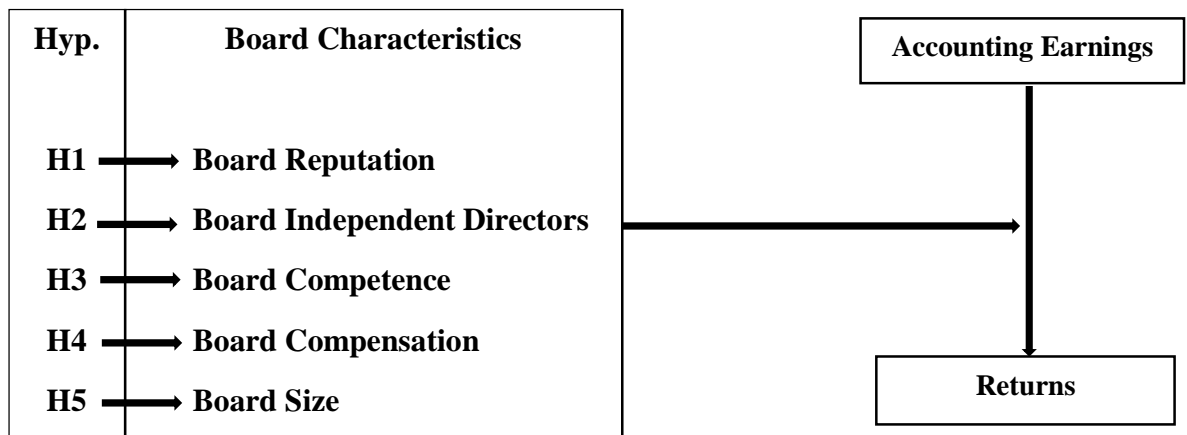 Hyp. Board Characteristics
H1 Board Reputation
H2 Board Independent Directors
H3 Board Competence
H4 Board Compensation
H5 Board Size
Accounting Earnings
Returns